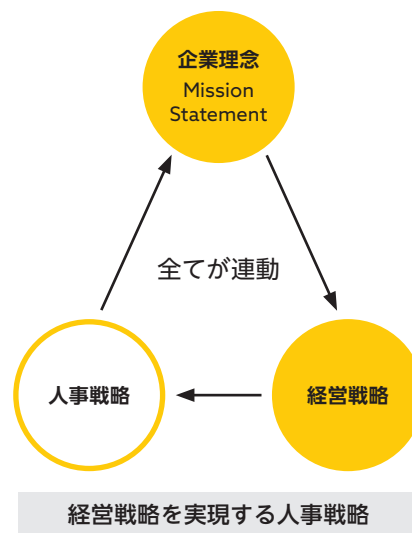 企業理念
Mission
Statement
全てが連動
人事戦略
経営戦略
経営戦略を実現する人事戦略